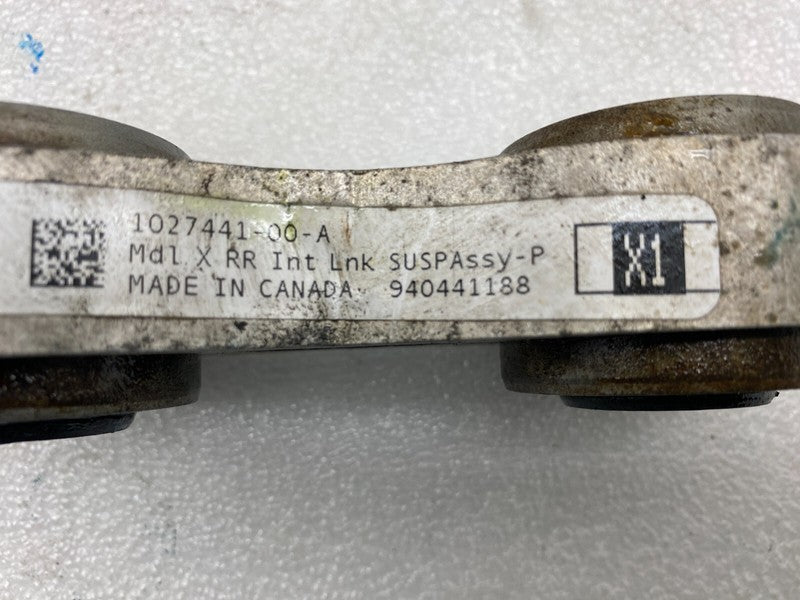 1027441-00-A
Mdl X RR Int Lnk SUSPAssy-P
MADE IN CANADA 940441188
X1